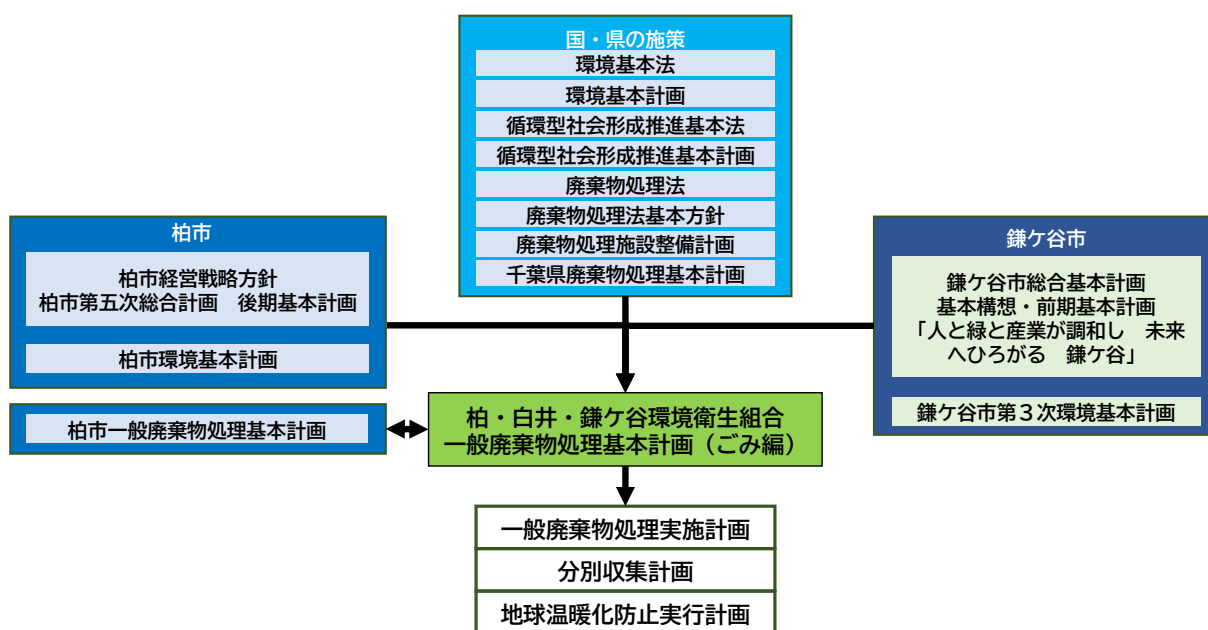 国・県の施策
環境基本法
環境基本計画
循環型社会形成推進基本法
循環型社会形成推進基本計画
廃棄物処理法
廃棄物処理法基本方針
廃棄物処理施設整備計画
千葉県廃棄物処理基本計画
柏市
柏市経営戦略方針
柏市第五次総合計画　後期基本計画
柏市環境基本計画
柏市一般廃棄物処理基本計画
鎌ケ谷市
鎌ケ谷市総合基本計画
基本構想・前期基本計画
「人と緑と産業が調和し　未来
へひろがる　鎌ケ谷」
鎌ケ谷市第３次環境基本計画
柏・白井・鎌ケ谷環境衛生組合
一般廃棄物処理基本計画（ごみ編）
一般廃棄物処理実施計画
分別収集計画
地球温暖化防止実行計画